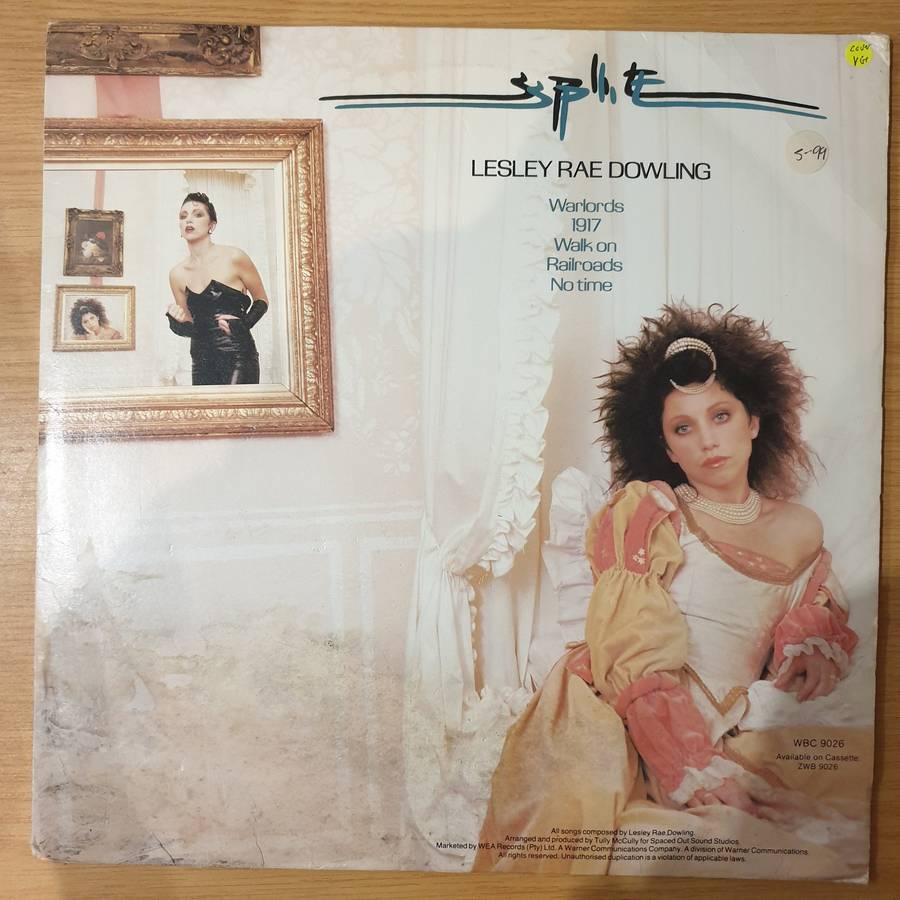 split
cover
VG+
S-99
LESLEY RAE DOWLING
Warlords
1917
Walk on
Railroads
No time
WBC 9026
Available on Cassette:
ZWB 9026
All songs composed by Lesley Rae Dowling.
Arranged and produced by Tully McCully for Spaced Out Sound Studios.
Marketed by WEA Records (Pty) Ltd. A Warner Communications Company. A division of Warner Communications.
All rights reserved. Unauthorised duplication is a violation of applicable laws.